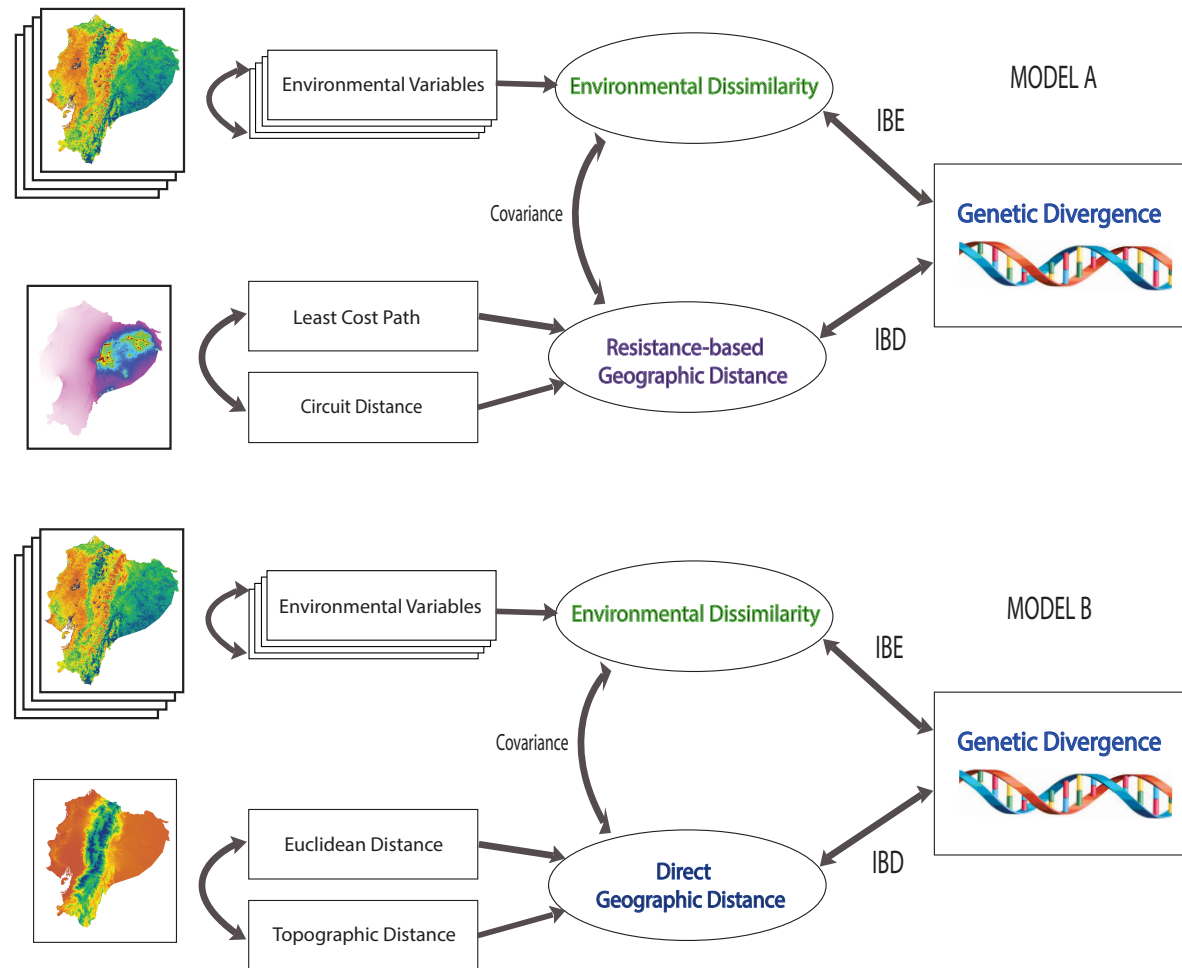 MODEL A
Environmental Variables
Environmental Dissimilarity
IBE
Covariance
Genetic Divergence
Least Cost Path
Resistance-based
Geographic Distance
IBD
Circuit Distance
MODEL B
Environmental Variables
Environmental Dissimilarity
IBE
Covariance
Genetic Divergence
Euclidean Distance
Direct
Geographic Distance
IBD
Topographic Distance